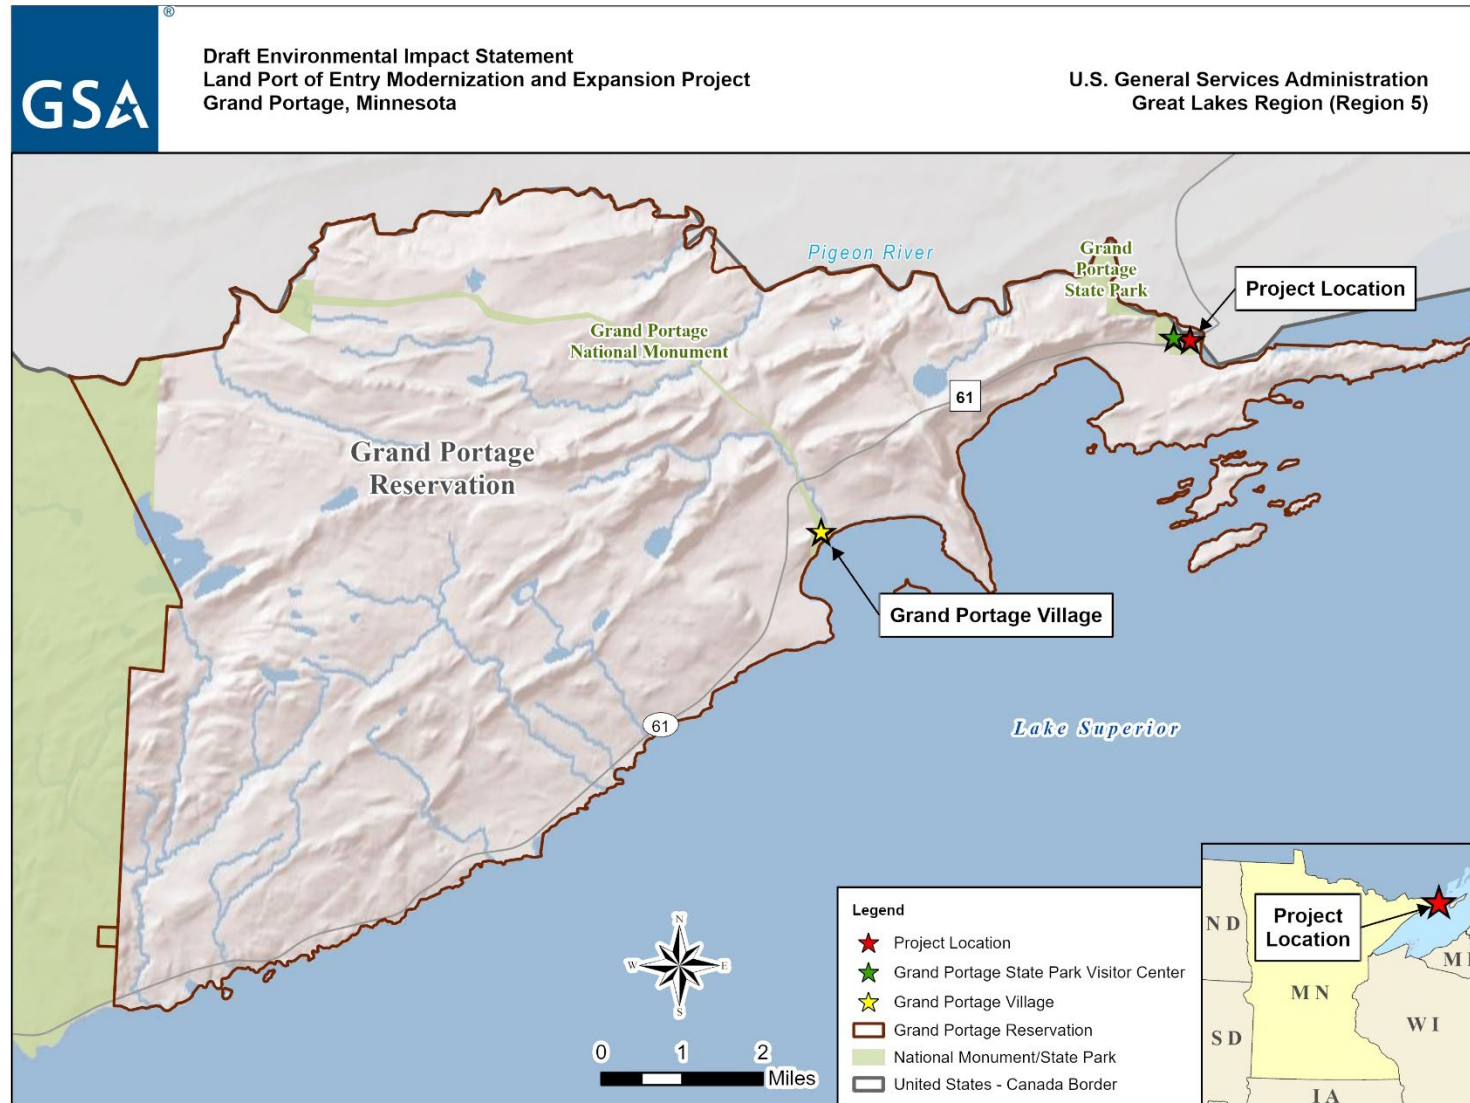 ®
GSA
Draft Environmental Impact Statement
Land Port of Entry Modernization and Expansion Project
Grand Portage, Minnesota
U.S. General Services Administration
Great Lakes Region (Region 5)
Pigeon River
Grand
Portage
State Park
Project Location
Grand Portage
National Monument
61
Grand Portage
Reservation
Grand Portage Village
61
Lake Superior
N
W
E
S
0
1
2
Miles
Legend
Project Location
Grand Portage State Park Visitor Center
Grand Portage Village
Grand Portage Reservation
National Monument/State Park
United States - Canada Border
Project
Location
ND
MN
SD
WI
IA